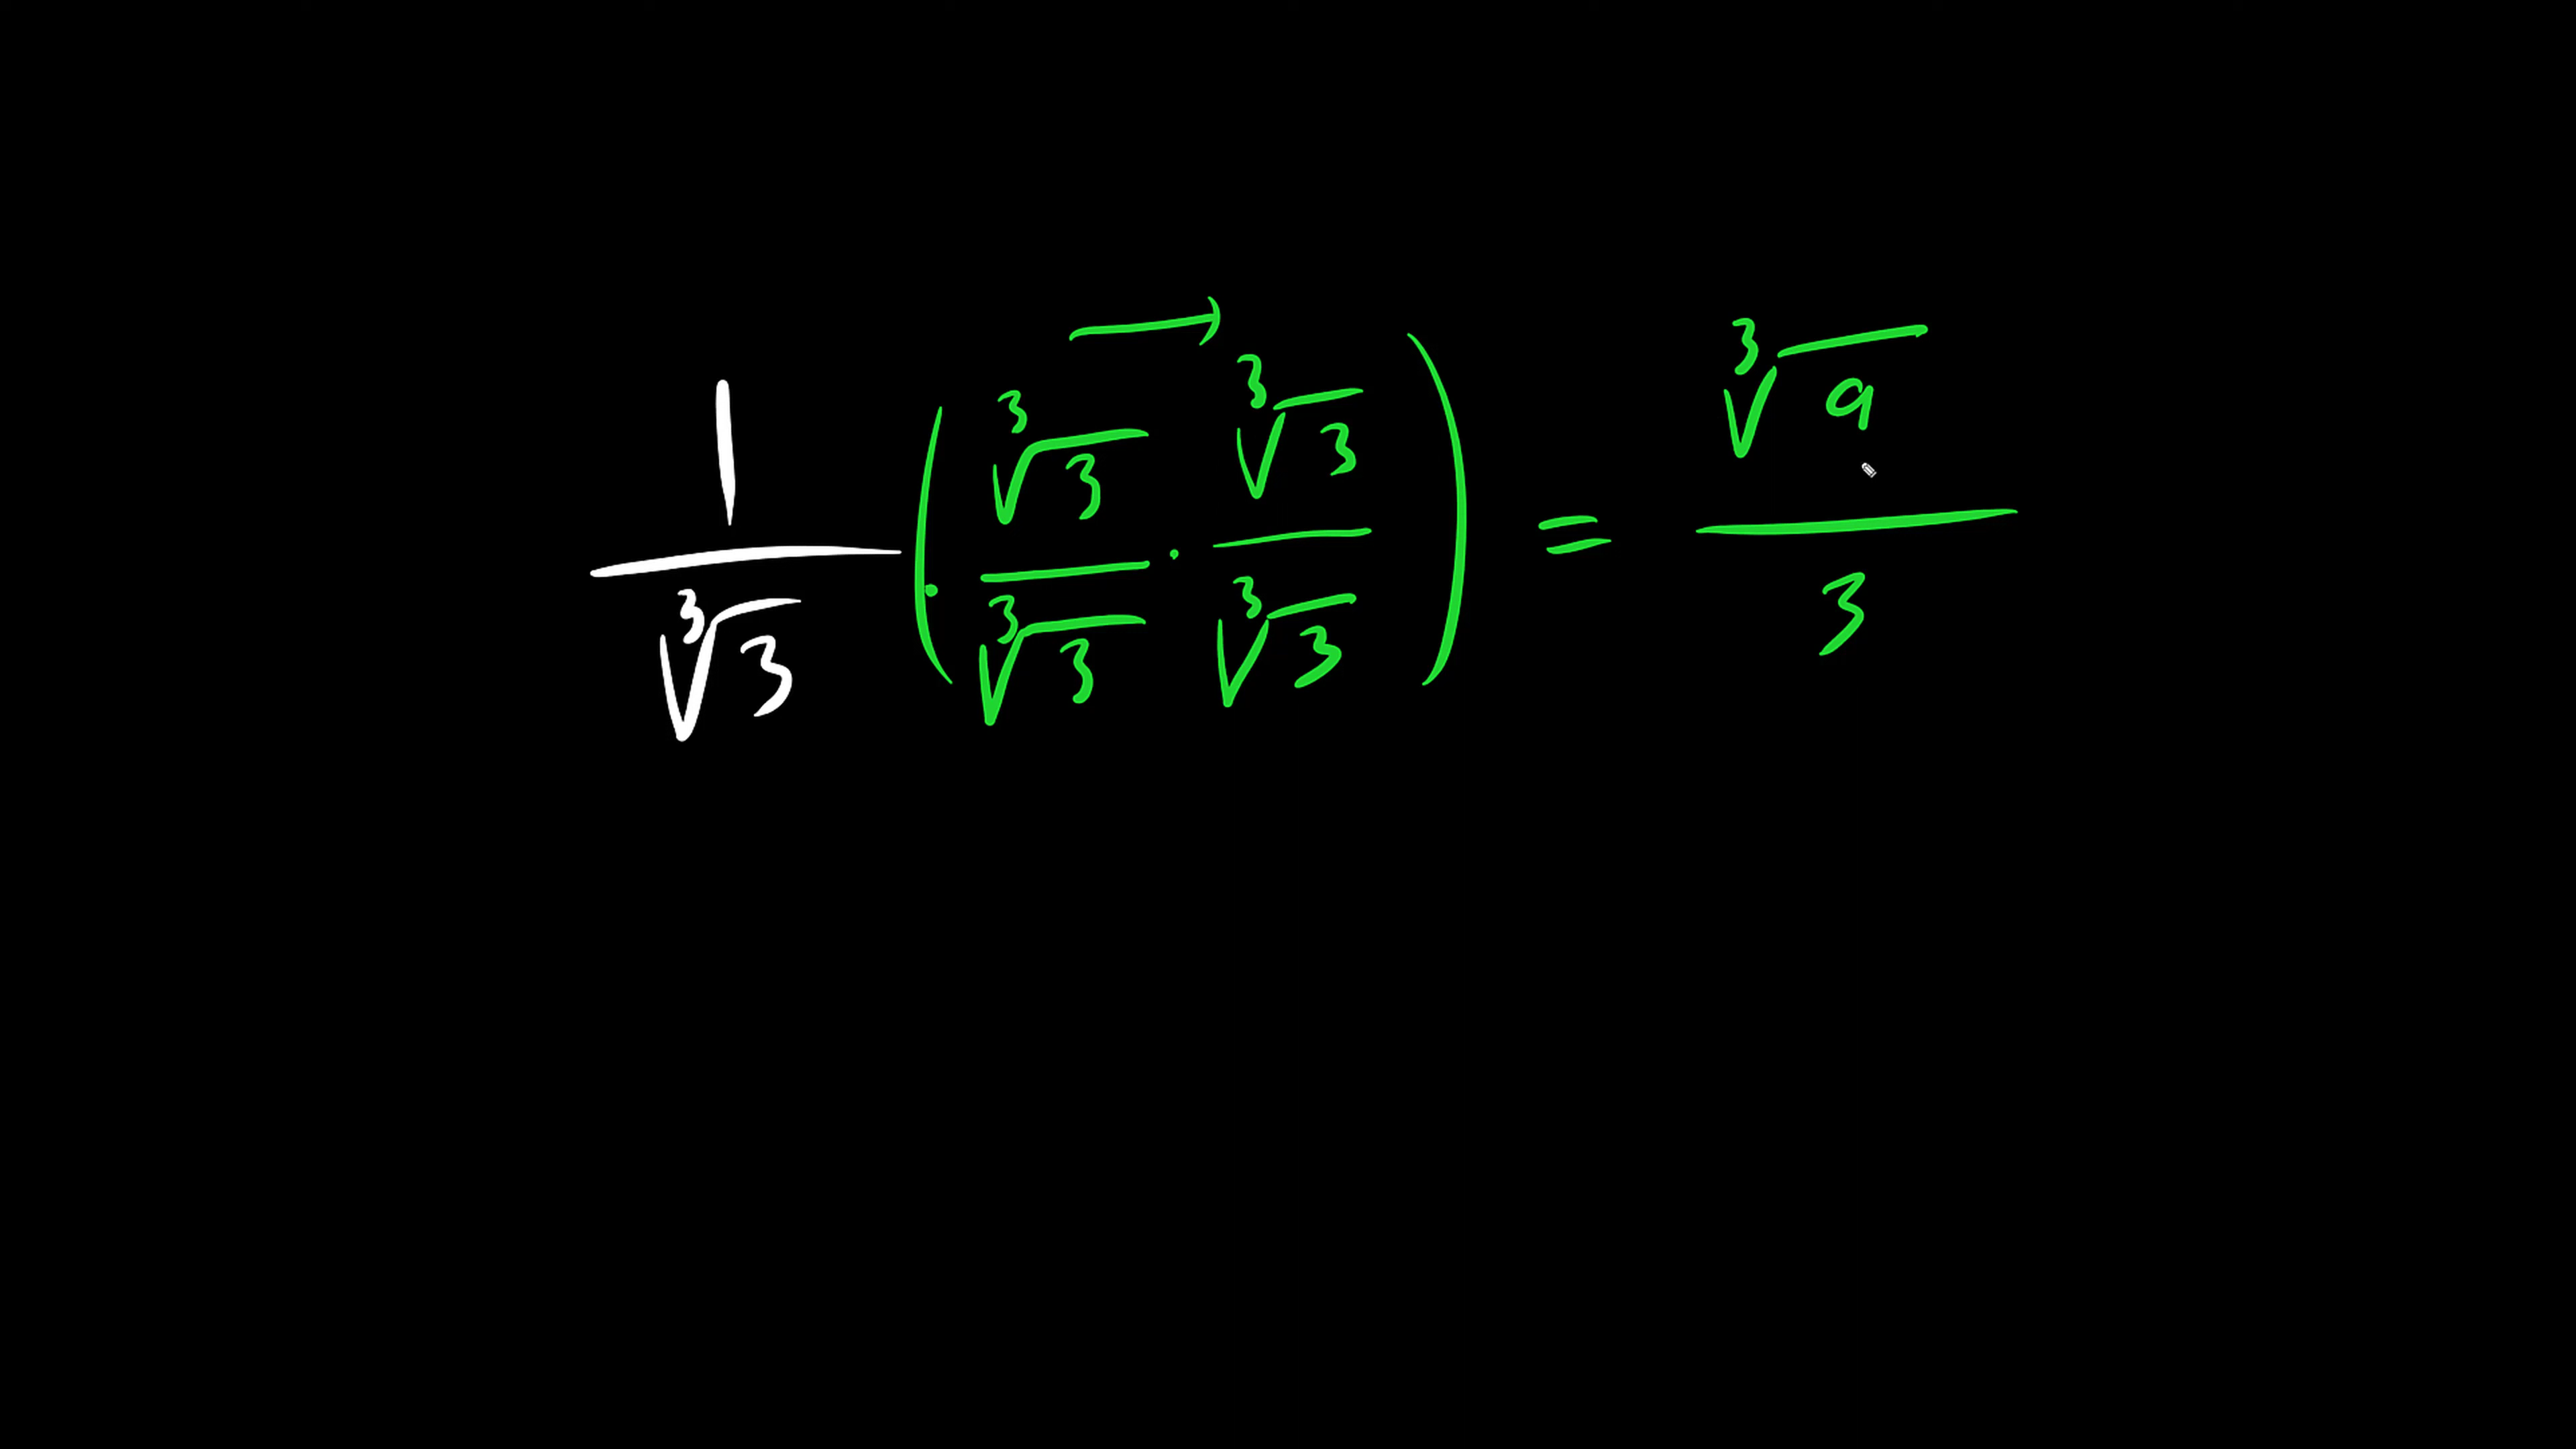 1/∛3 (· ∛3/∛3 · ∛3/∛3) = ∛9/3